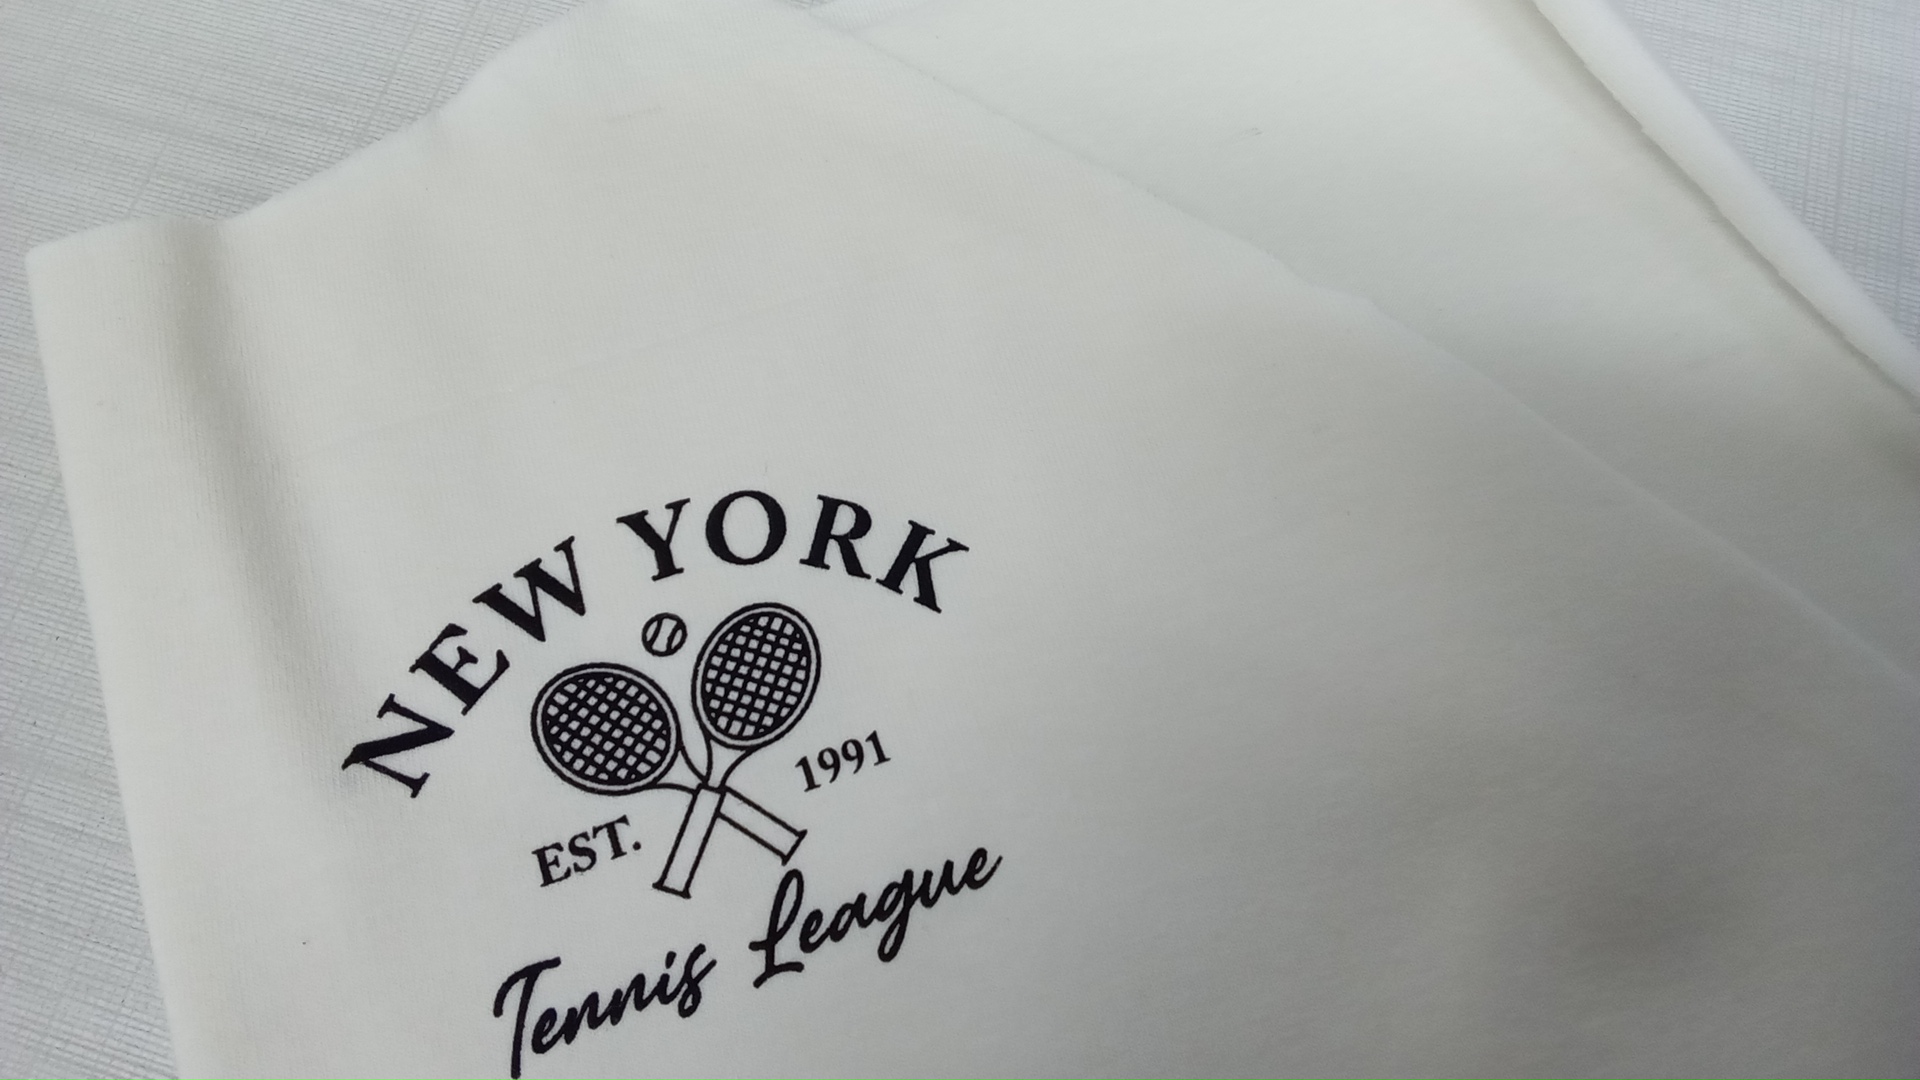 NEW YORK
EST. 1991
Tennis League